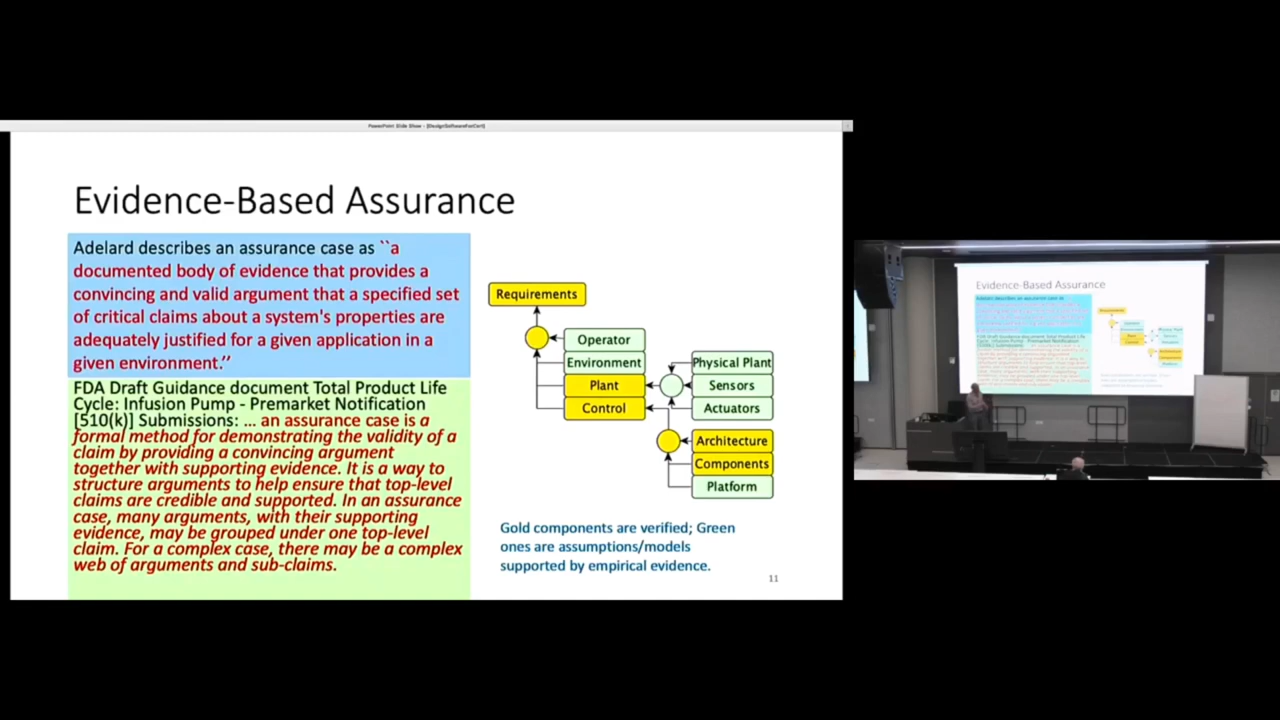 PowerPoint Slide Show - [DesignSoftwareForCert]
Evidence-Based Assurance
Adelard describes an assurance case as ``a
documented body of evidence that provides a
convincing and valid argument that a specified set
of critical claims about a system's properties are
adequately justified for a given application in a
given environment.”
FDA Draft Guidance document Total Product Life
Cycle: Infusion Pump - Premarket Notification
[510(k)] Submissions: ... an assurance case is a
formal method for demonstrating the validity of a
claim by providing a convincing argument
together with supporting evidence. It is a way to
structure arguments to help ensure that top-level
claims are credible and supported. In an assurance
case, many arguments, with their supporting
evidence, may be grouped under one top-level
claim. For a complex case, there may be a complex
web of arguments and sub-claims.
Requirements
Operator
Environment
Plant
Control
Physical Plant
Sensors
Actuators
Architecture
Components
Platform
Gold components are verified; Green
ones are assumptions/models
supported by empirical evidence.
11
Evidence-Based Assurance